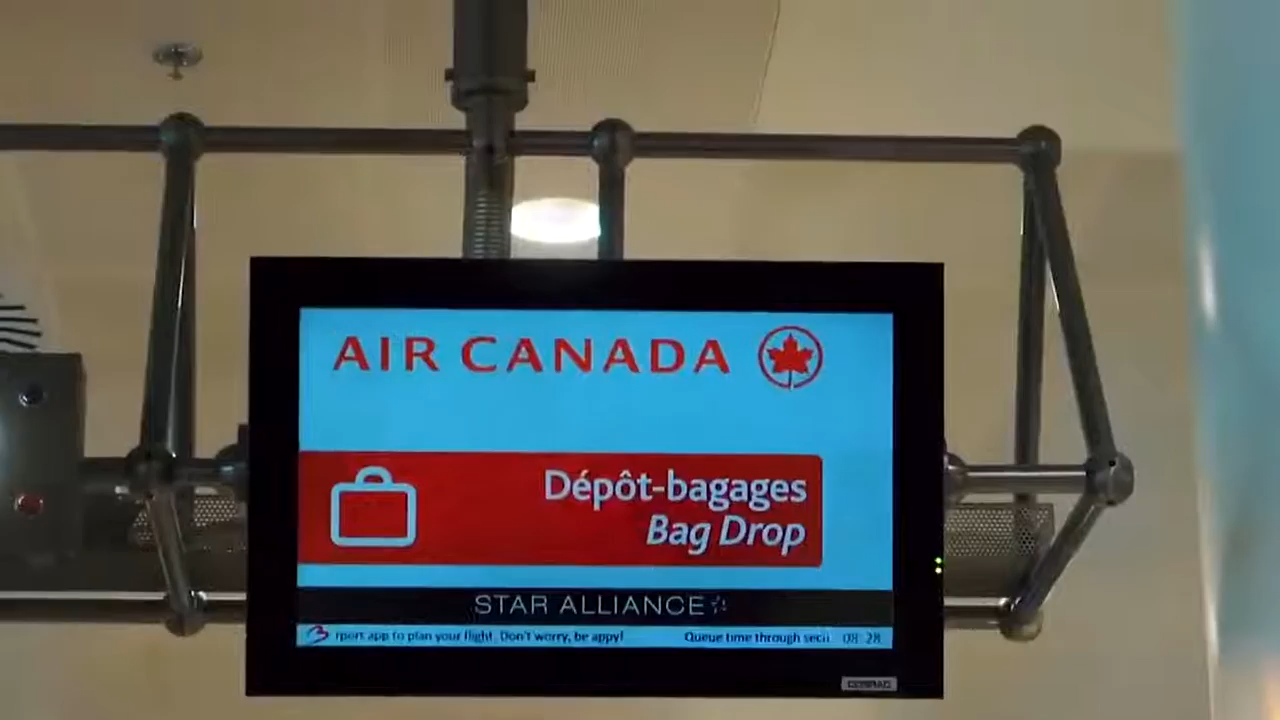 AIR CANADA
Dépôt-bagages
Bag Drop
STAR ALLIANCE
rport app to plan your flight. Don't worry, be appy! Queue time through secu 08 28